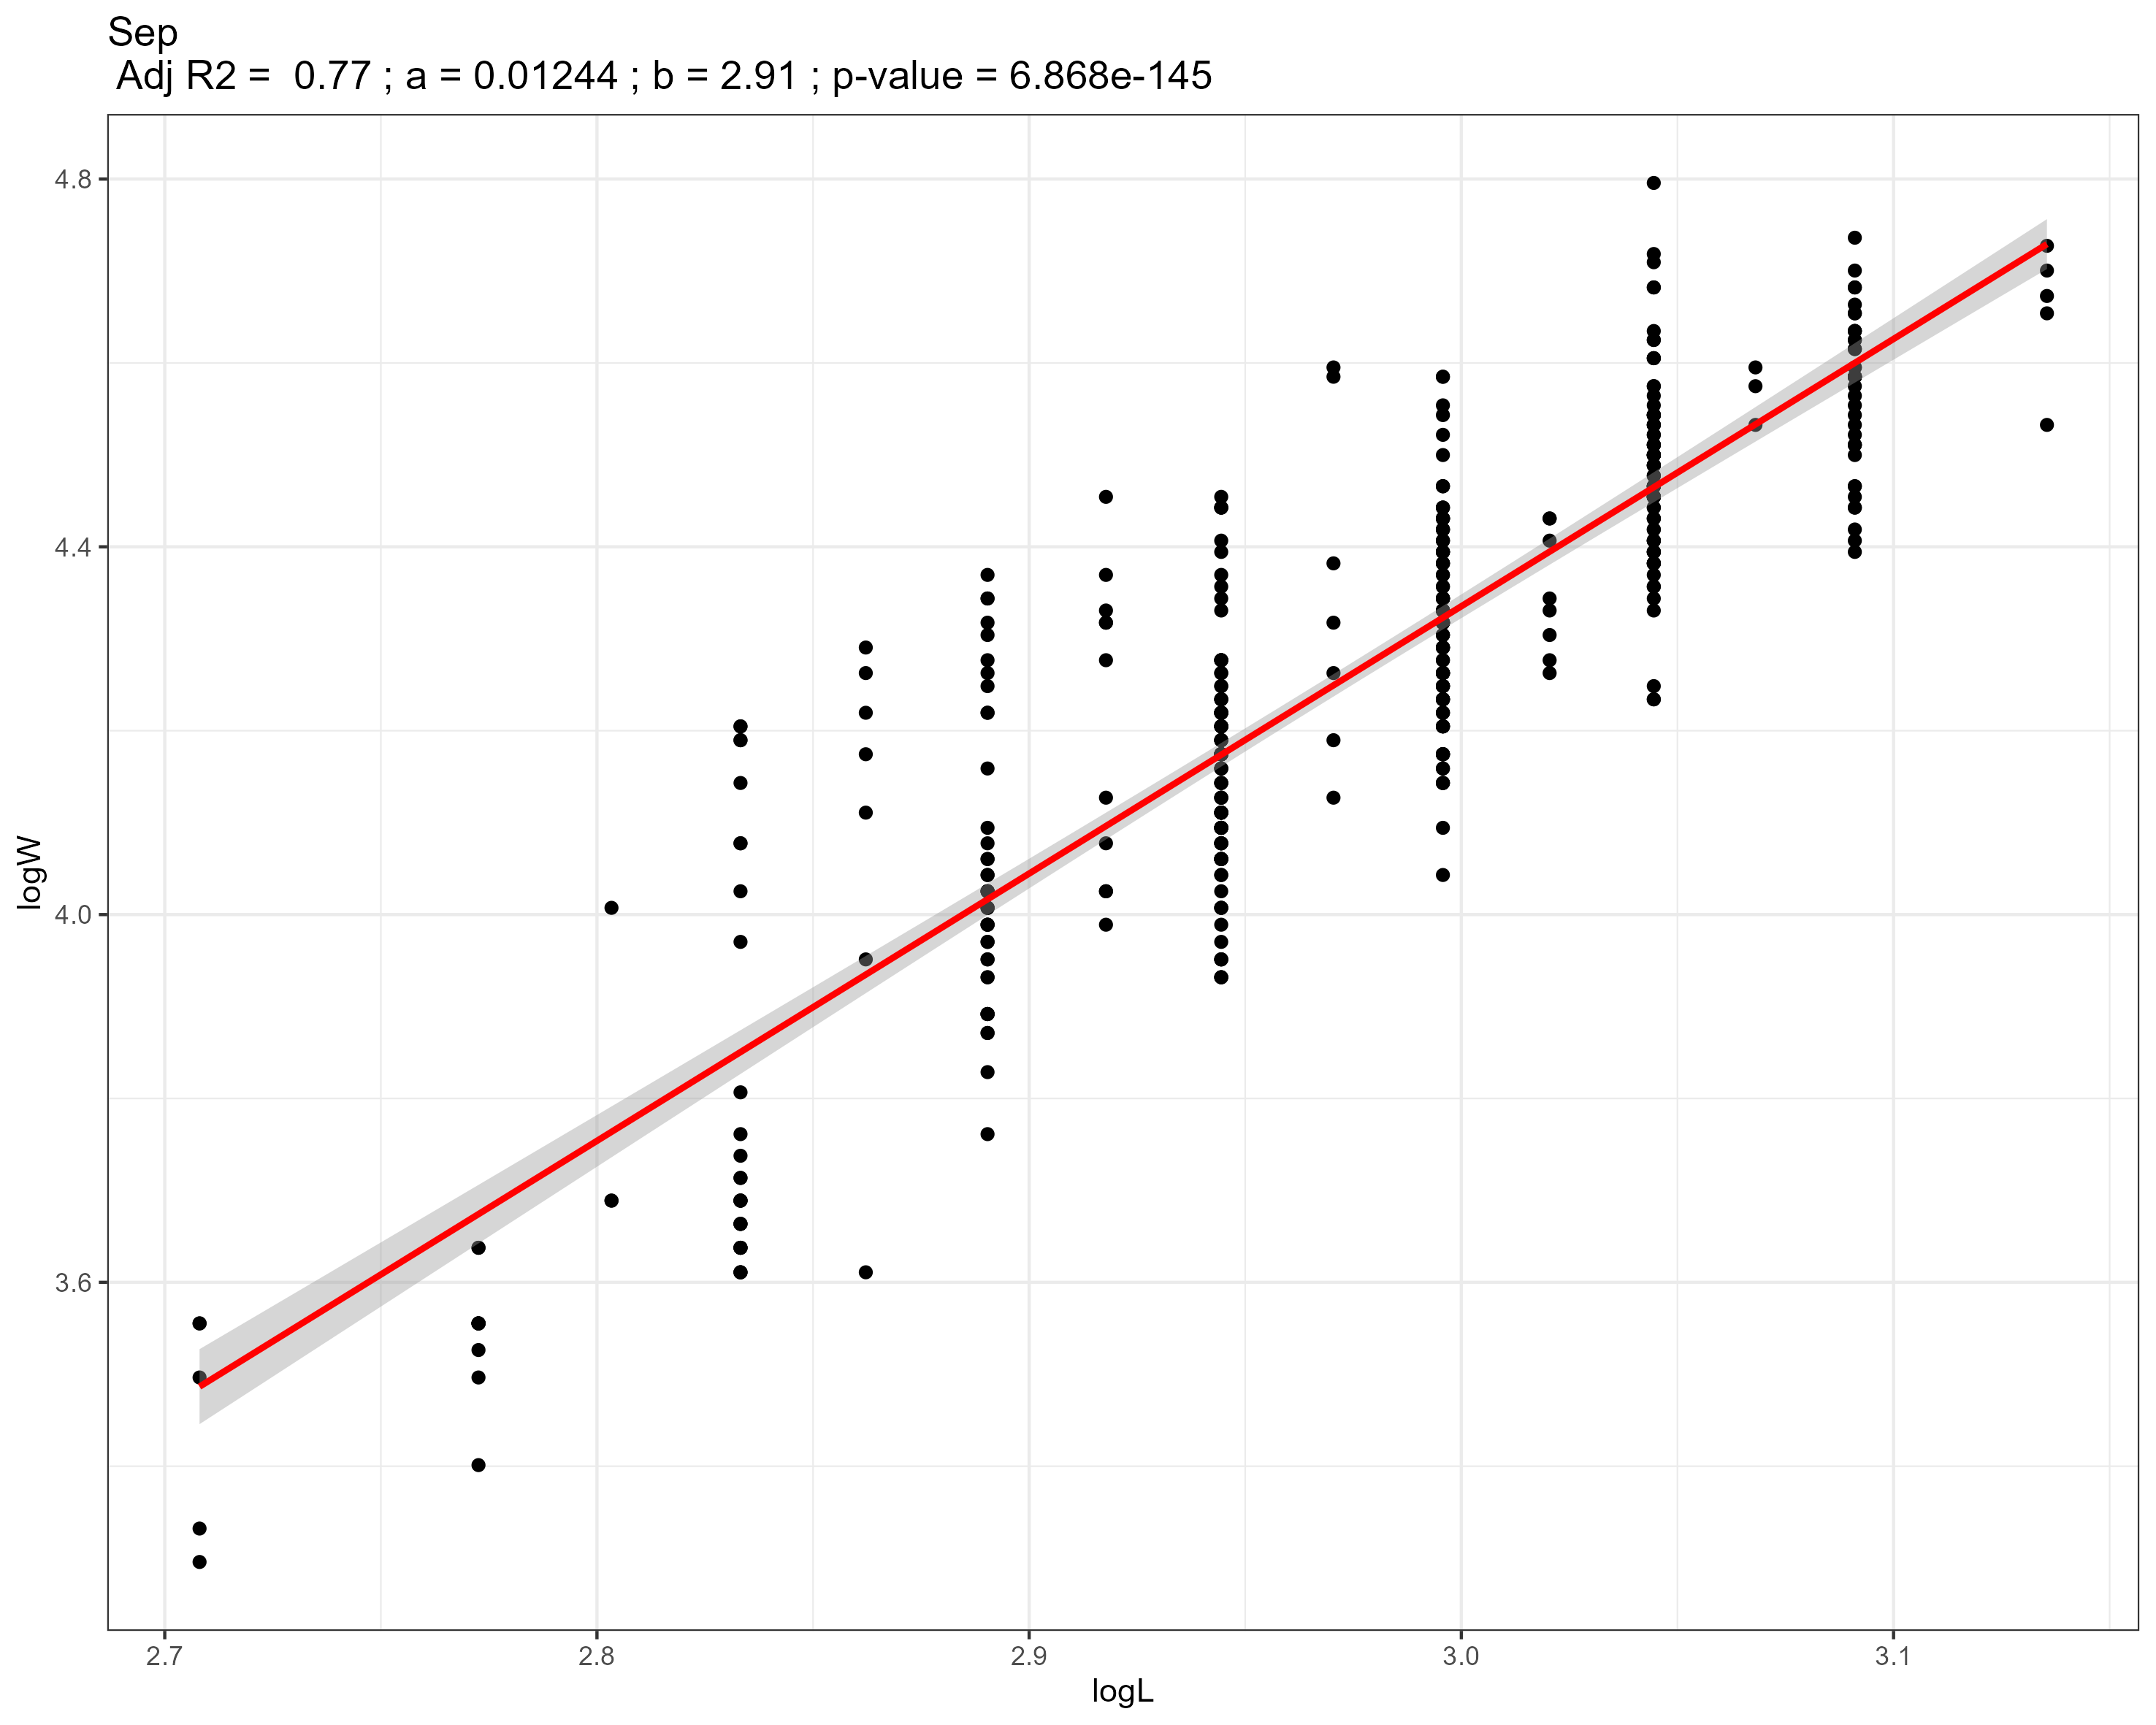 Sep
Adj R2 =  0.77 ; a = 0.01244 ; b = 2.91 ; p-value = 6.868e-145
4.8
4.4
4.0
3.6
logW
2.7 2.8 2.9 3.0 3.1
logL